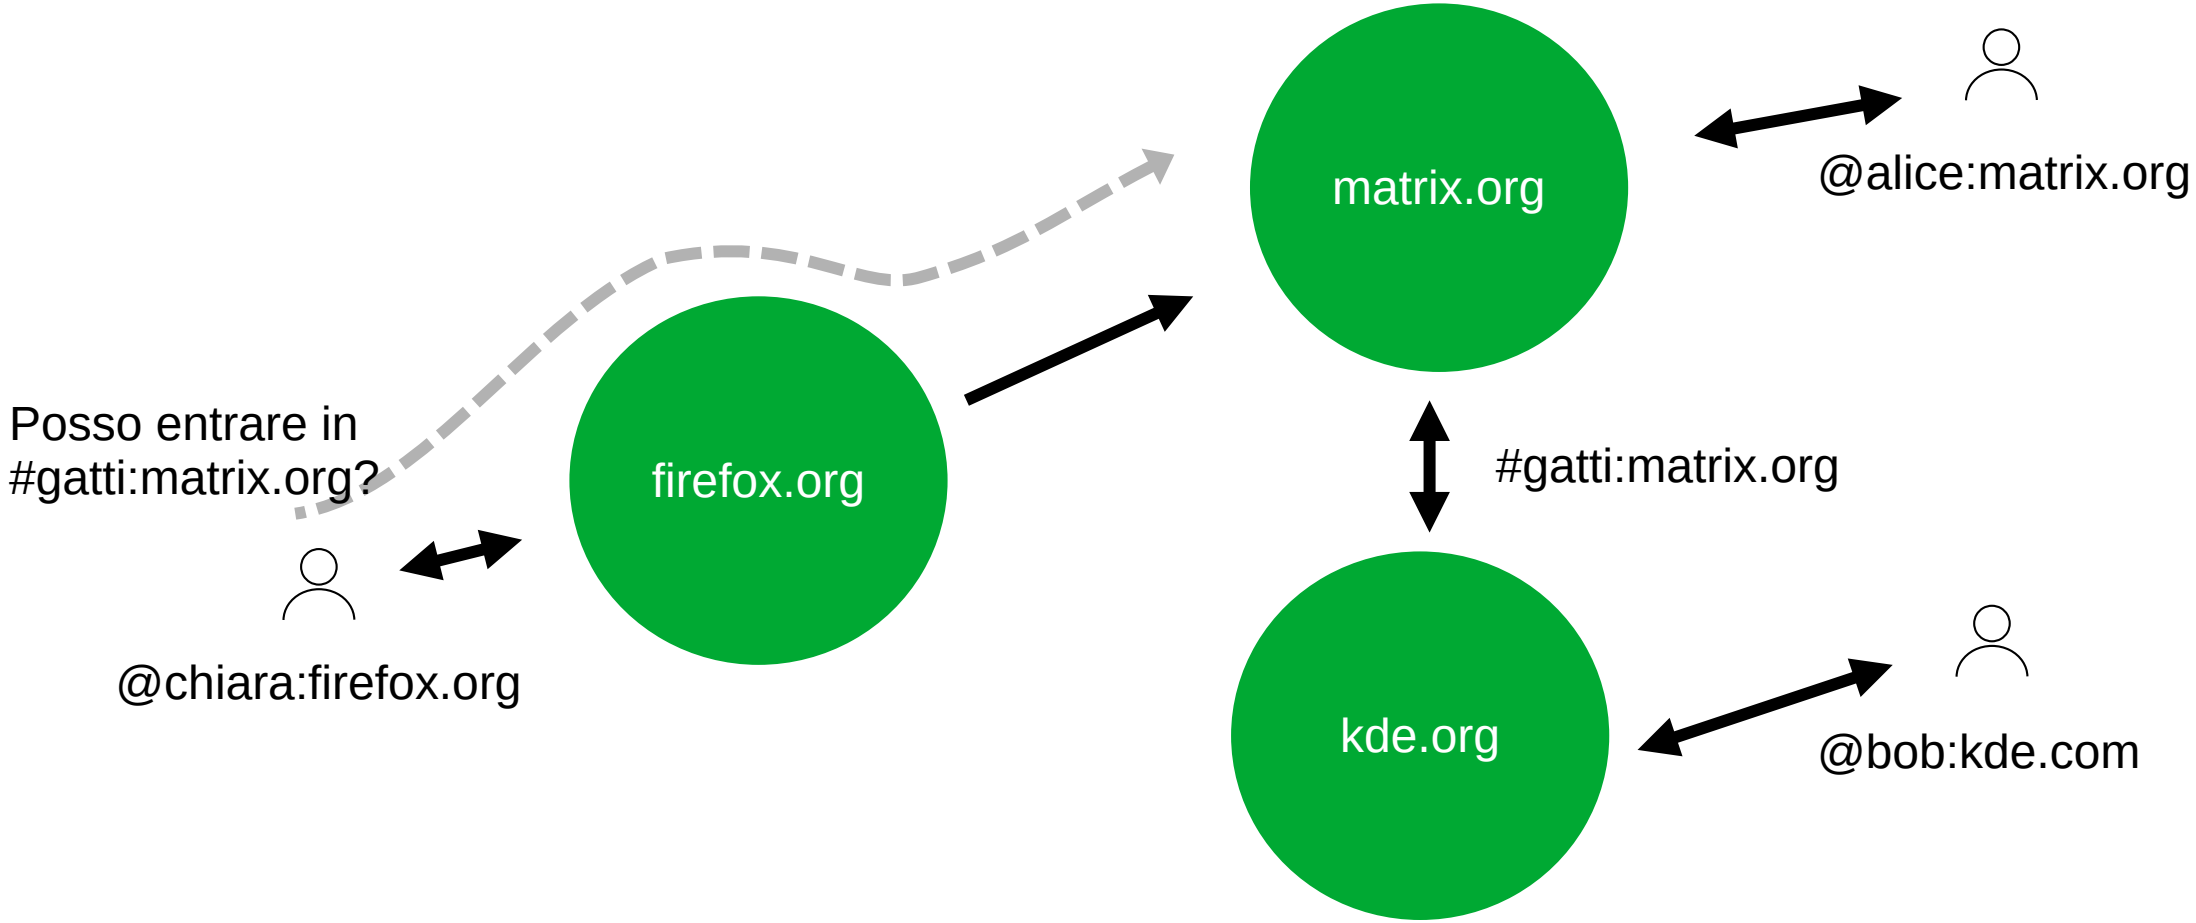 matrix.org
@alice:matrix.org
Posso entrare in
#gatti:matrix.org?
firefox.org
#gatti:matrix.org
@chiara:firefox.org
kde.org
@bob:kde.com